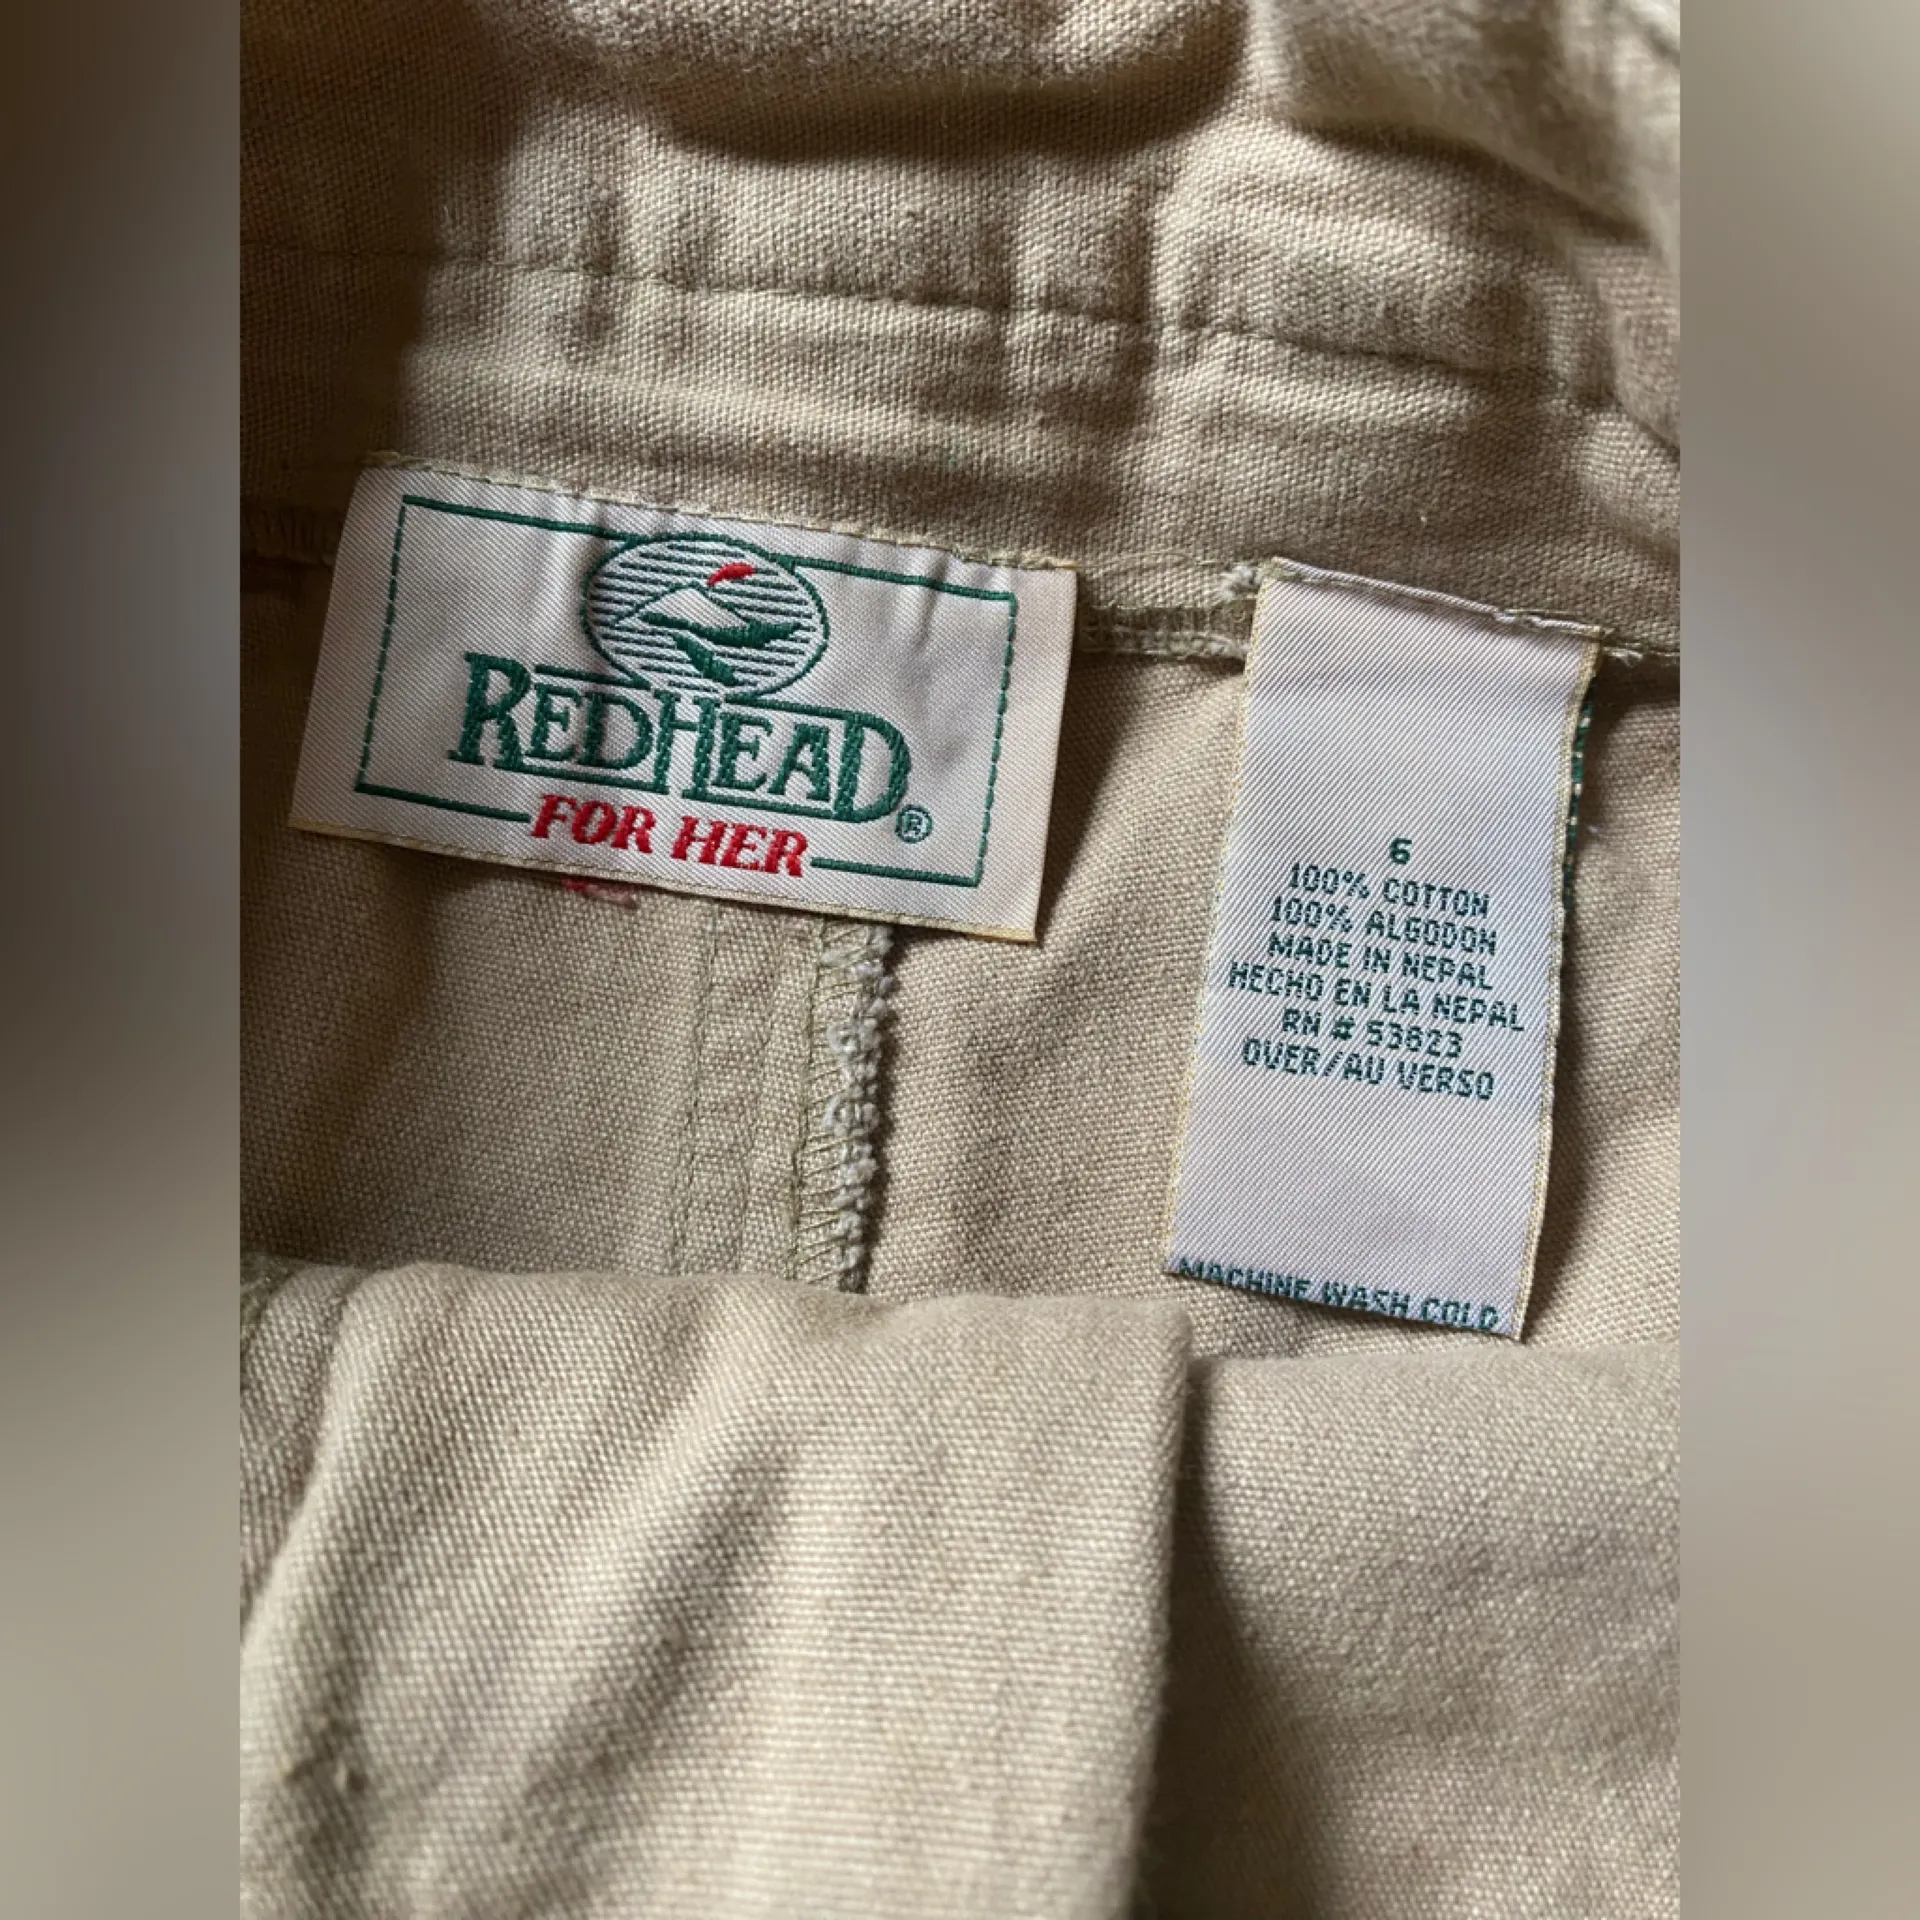 REDHEAD®
FOR HER
6
100% COTTON
100% ALGODON
MADE IN NEPAL
HECHO EN LA NEPAL
RN # 53623
OVER/AU VERSO
MACHINE WASH COLD